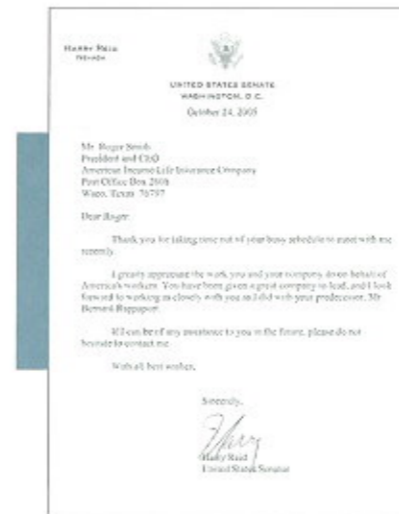 HARRY REID
NEVADA
UNITED STATES SENATE
WASHINGTON, D.C.
October 24, 2005
Mr. Roger Smith
President and CEO
American Income Life Insurance Company
Post Office Box 2608
Waco, Texas 76797
Dear Roger:
Thank you for taking time out of your busy schedule to meet with me
recently.
I greatly appreciate the work you and your company do on behalf of
America's workers. You have been given a great company to lead, and I look
forward to working as closely with you as I did with your predecessor, Mr
Bernard Rappaport.
If I can be of any assistance to you in the future, please do not
hesitate to contact me.
With all best wishes,
Sincerely,
Harry
Harry Reid
United States Senator